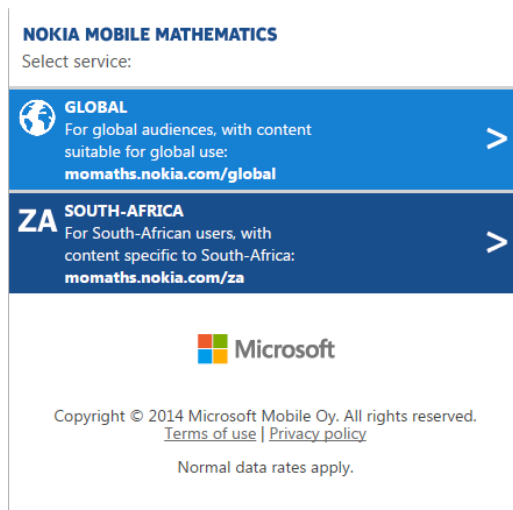 NOKIA MOBILE MATHEMATICS
Select service:
GLOBAL
For global audiences, with content
suitable for global use:
momaths.nokia.com/global
>
ZA
SOUTH-AFRICA
For South-African users, with
content specific to South-Africa:
momaths.nokia.com/za
>
Microsoft
Copyright © 2014 Microsoft Mobile Oy. All rights reserved.
Terms of use | Privacy policy
Normal data rates apply.